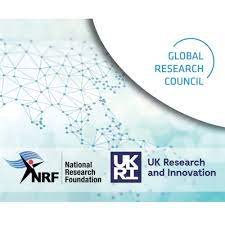 GLOBAL
RESEARCH
COUNCIL
NRF
National
Research
Foundation
UK
RI
UK Research
and Innovation